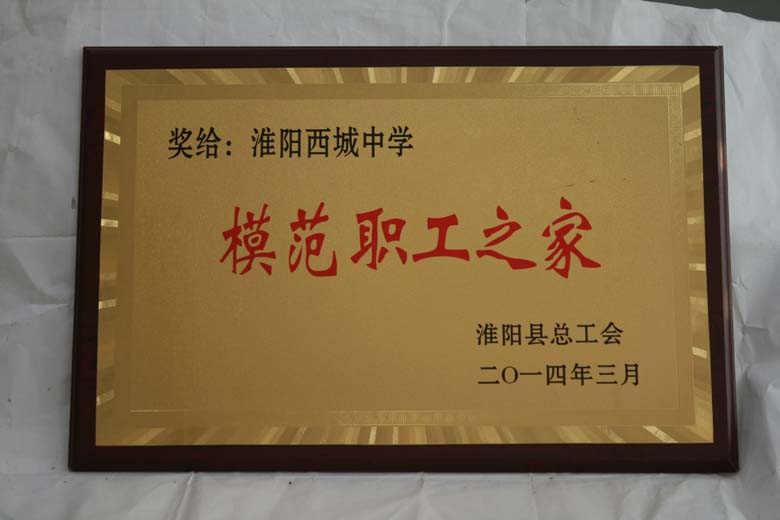 奖给：淮阳西城中学
模范职工之家
淮阳县总工会
二〇一四年三月